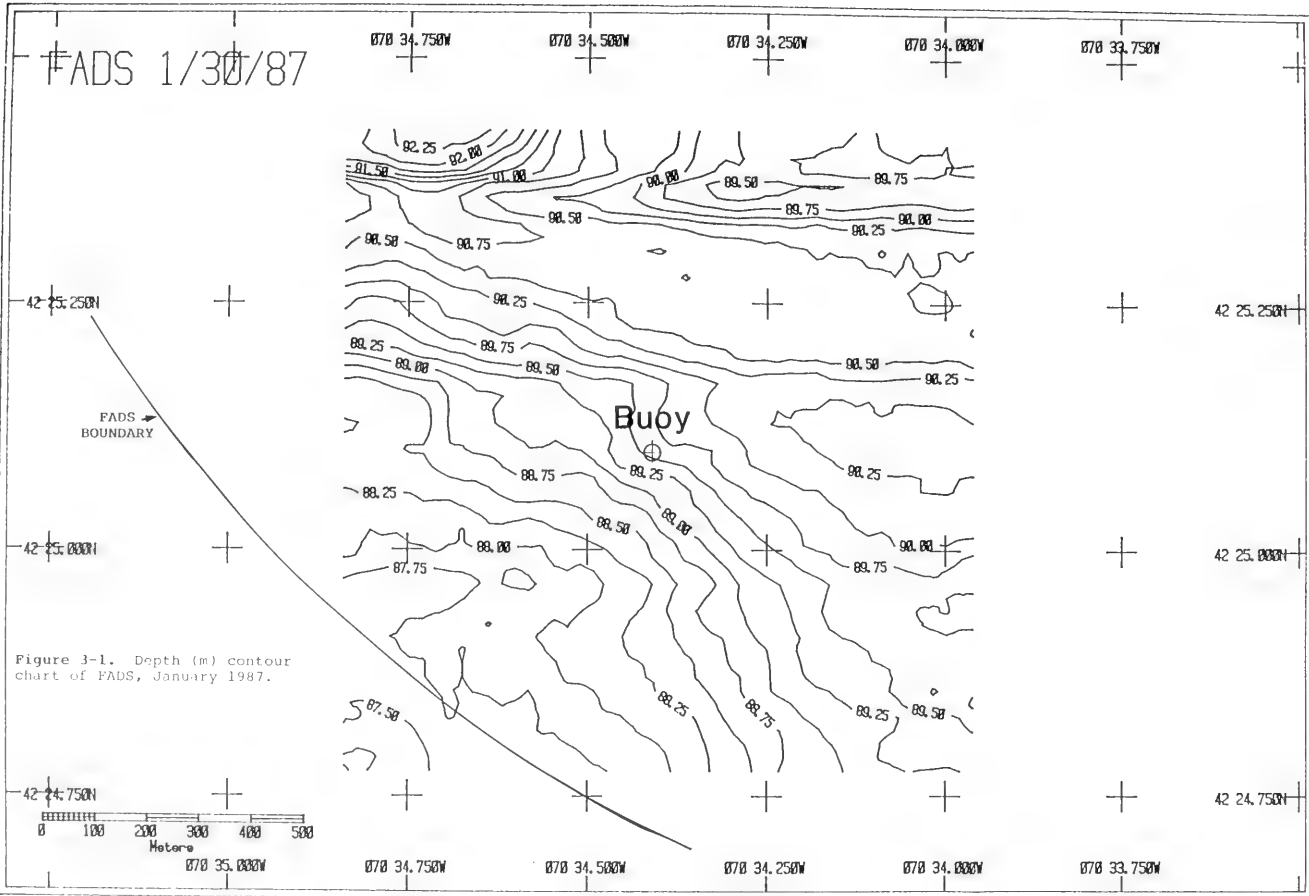 070 34.750W 070 34.500W 070 34.250W 070 34.000W 070 33.750W
FADS 1/30/87
92.25
92.00
91.50
91.00
90.00
89.50
89.75
89.75
90.00
90.50
90.25
90.50
90.75
42 25.250N
90.25
42 25.250N
89.25
89.75
89.00
89.50
90.50
90.25
FADS
BOUNDARY
Buoy
88.75
89.25
90.25
88.25
88.50
89.00
42 25.000N
88.00
90.00
42 25.000N
87.75
89.75
Figure 3-1. Depth (m) contour
chart of FADS, January 1987.
87.50
88.25
88.75
89.25
89.50
42 24.750N
42 24.750N
0 100 200 300 400 500
Meters
070 35.000W 070 34.750W 070 34.500W 070 34.250W 070 34.000W 070 33.750W